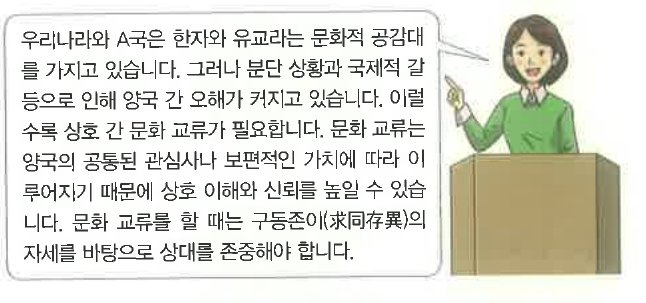 우리나라와 A국은 한자와 유교라는 문화적 공감대
를 가지고 있습니다. 그러나 분단 상황과 국제적 갈
등으로 인해 양국 간 오해가 커지고 있습니다. 이럴
수록 상호 간 문화 교류가 필요합니다. 문화 교류는
양국의 공통된 관심사나 보편적인 가치에 따라 이
루어지기 때문에 상호 이해와 신뢰를 높일 수 있습
니다. 문화 교류를 할 때는 구동존이(求同存異)의
자세를 바탕으로 상대를 존중해야 합니다.